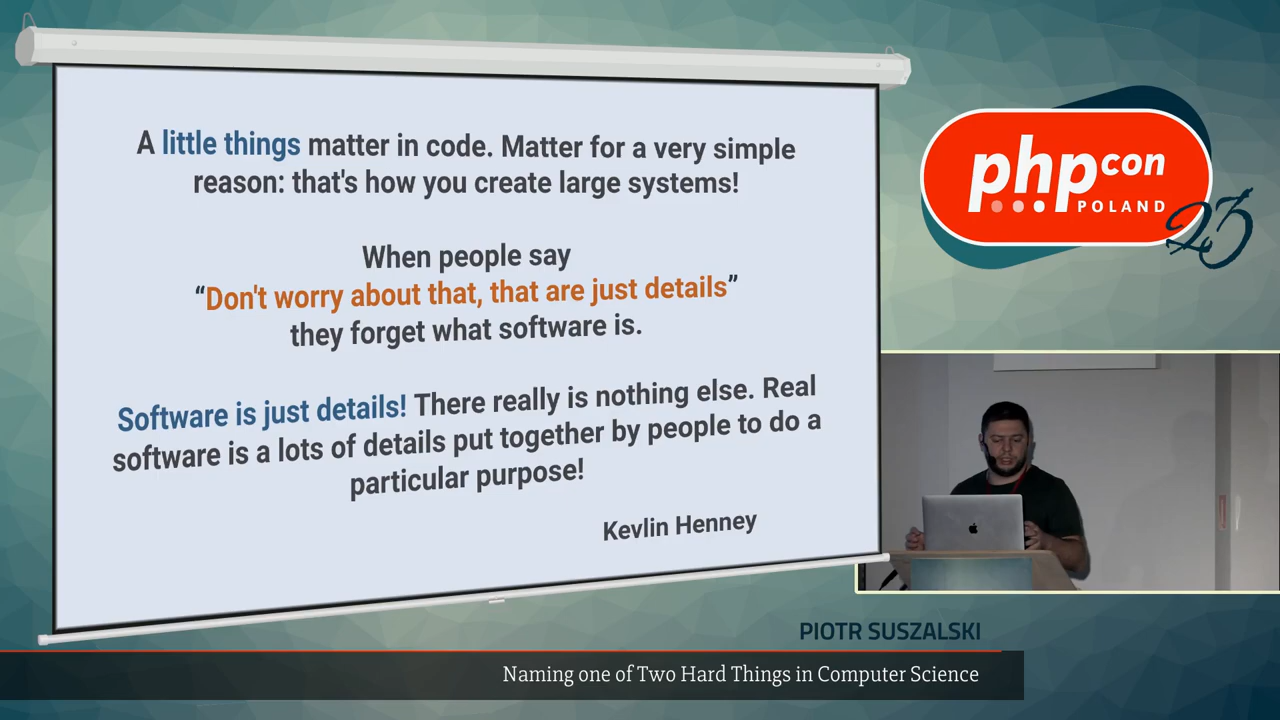 A little things matter in code. Matter for a very simple
reason: that's how you create large systems!
When people say
“Don't worry about that, that are just details”
they forget what software is.
Software is just details! There really is nothing else. Real
software is a lots of details put together by people to do a
particular purpose!
Kevlin Henney
phpcon
POLAND
23
PIOTR SUSZALSKI
Naming one of Two Hard Things in Computer Science